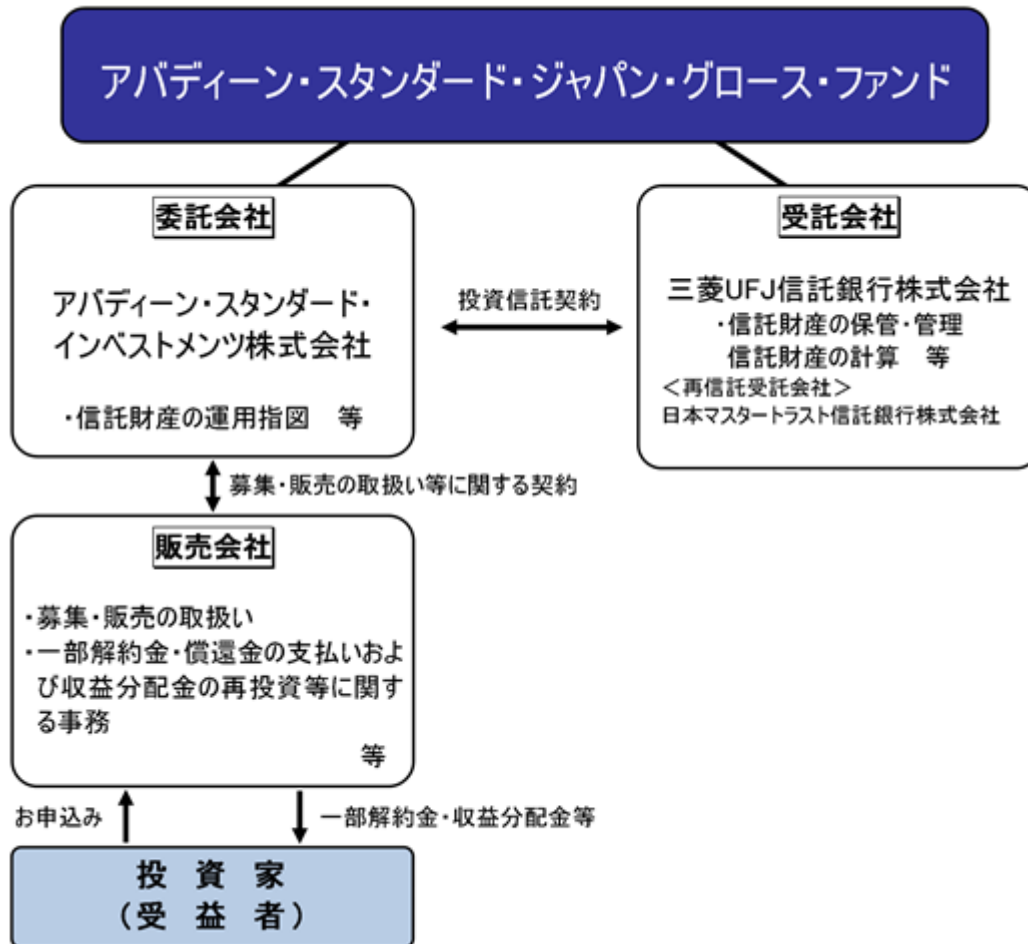 アバディーン・スタンダード・ジャパン・グロース・ファンド
委託会社
アバディーン・スタンダード・
インベストメンツ株式会社
・信託財産の運用指図　等
投資信託契約
受託会社
三菱UFJ信託銀行株式会社
・信託財産の保管・管理
信託財産の計算　等
＜再信託受託会社＞
日本マスタートラスト信託銀行株式会社
募集・販売の取扱い等に関する契約
販売会社
・募集・販売の取扱い
・一部解約金・償還金の支払いおよ
び収益分配金の再投資等に関す
る事務
等
お申込み
一部解約金・収益分配金等
投　資　家
（受　益　者）